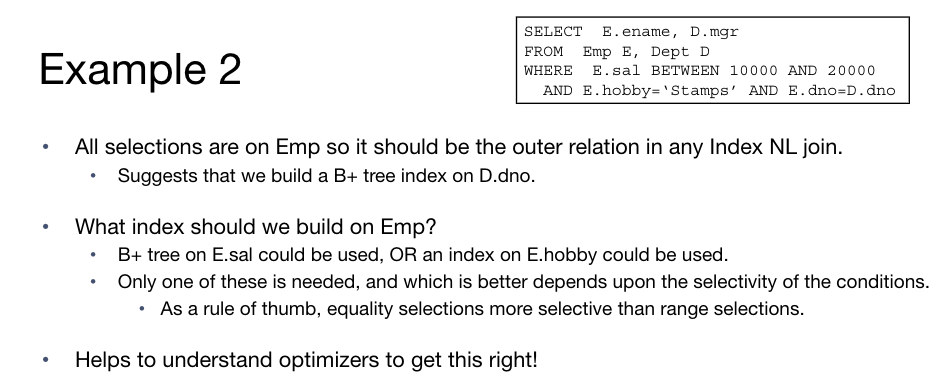 Example 2
SELECT  E.ename, D.mgr
FROM  Emp E, Dept D
WHERE  E.sal BETWEEN 10000 AND 20000
AND E.hobby=‘Stamps’ AND E.dno=D.dno
• All selections are on Emp so it should be the outer relation in any Index NL join.
• Suggests that we build a B+ tree index on D.dno.
• What index should we build on Emp?
• B+ tree on E.sal could be used, OR an index on E.hobby could be used.
• Only one of these is needed, and which is better depends upon the selectivity of the conditions.
• As a rule of thumb, equality selections more selective than range selections.
• Helps to understand optimizers to get this right!